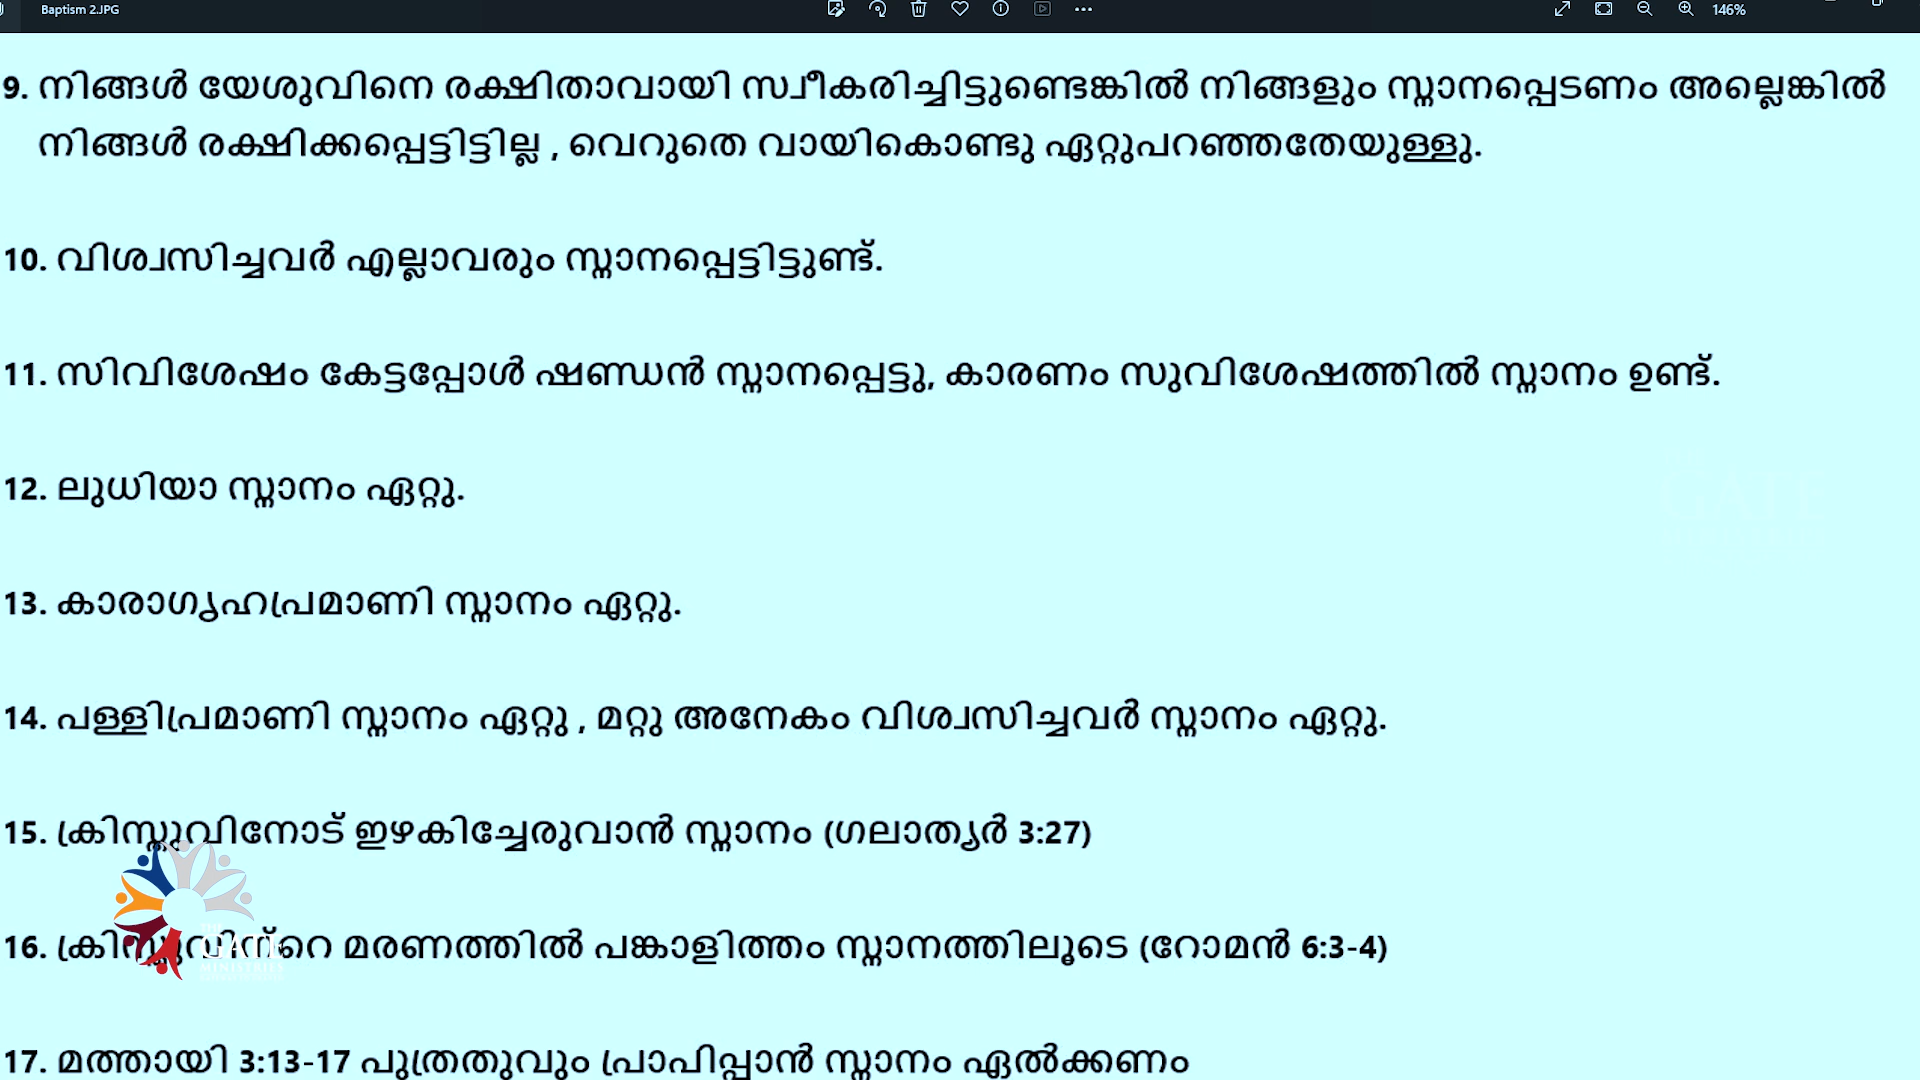 Baptism 2.JPG
146%
9. നിങ്ങൾ യേശുവിനെ രക്ഷിതാവായി സ്വീകരിച്ചിട്ടുണ്ടെങ്കിൽ നിങ്ങളും സ്നാനപ്പെടണം അല്ലെങ്കിൽ
നിങ്ങൾ രക്ഷിക്കപ്പെട്ടിട്ടില്ല , വെറുതെ വായികൊണ്ടു ഏറ്റുപറഞ്ഞതേയുള്ളു.
10. വിശ്വസിച്ചവർ എല്ലാവരും സ്നാനപ്പെട്ടിട്ടുണ്ട്.
11. സിവിശേഷം കേട്ടപ്പോൾ ഷണ്ഡൻ സ്നാനപ്പെട്ടു, കാരണം സുവിശേഷത്തിൽ സ്നാനം ഉണ്ട്.
12. ലുധിയാ സ്നാനം ഏറ്റു.
13. കാരാഗൃഹപ്രമാണി സ്നാനം ഏറ്റു.
14. പള്ളിപ്രമാണി സ്നാനം ഏറ്റു , മറ്റു അനേകം വിശ്വസിച്ചവർ സ്നാനം ഏറ്റു.
15. ക്രിസ്തുവിനോട് ഇഴകിച്ചേരുവാൻ സ്നാനം (ഗലാത്യർ 3:27)
16. ക്രിസ്തുവിന്റെ മരണത്തിൽ പങ്കാളിത്തം സ്നാനത്തിലൂടെ (റോമൻ 6:3-4)
GATE
MINISTRIES
17. മത്തായി 3:13-17 പുത്രതുവും പ്രാപിപ്പാൻ സ്നാനം ഏൽക്കണം